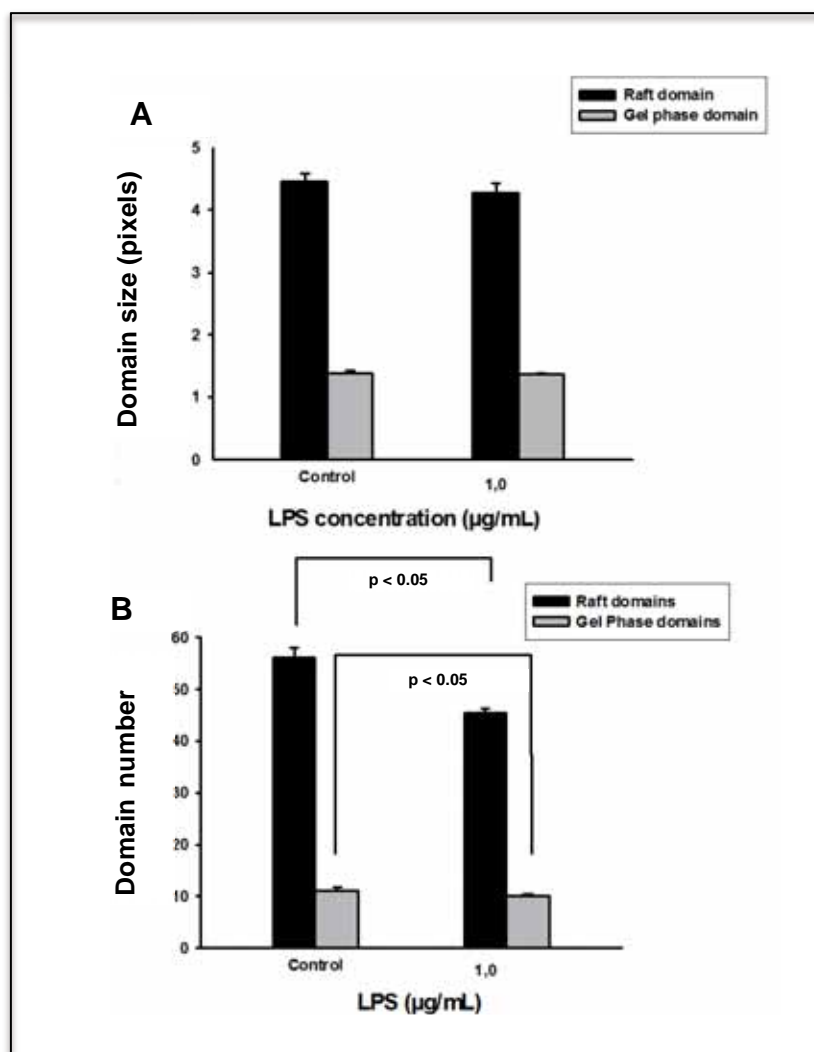 A
Raft domain
Gel phase domain
Domain size (pixels)
5
4
3
2
1
0
Control
1,0
LPS concentration (µg/mL)
p < 0.05
B
Raft domains
Gel Phase domains
Domain number
60
50
40
30
20
10
0
p < 0.05
Control
1,0
LPS (µg/mL)